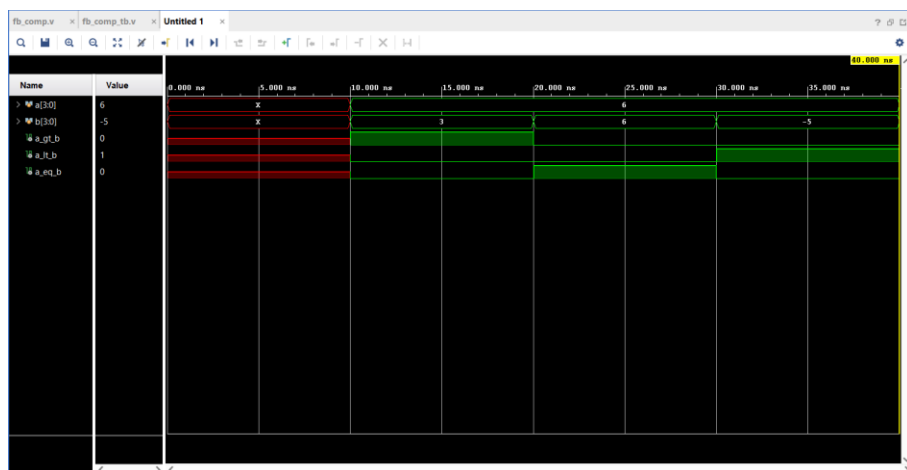 fb_comp.v × fb_comp_tb.v × Untitled 1 ×
40.000 ns
Name Value
0.000 ns 5.000 ns 10.000 ns 15.000 ns 20.000 ns 25.000 ns 30.000 ns 35.000 ns
a[3:0] 6 X 6
b[3:0] -5 X 3 6 -5
a_gt_b 0
a_lt_b 1
a_eq_b 0